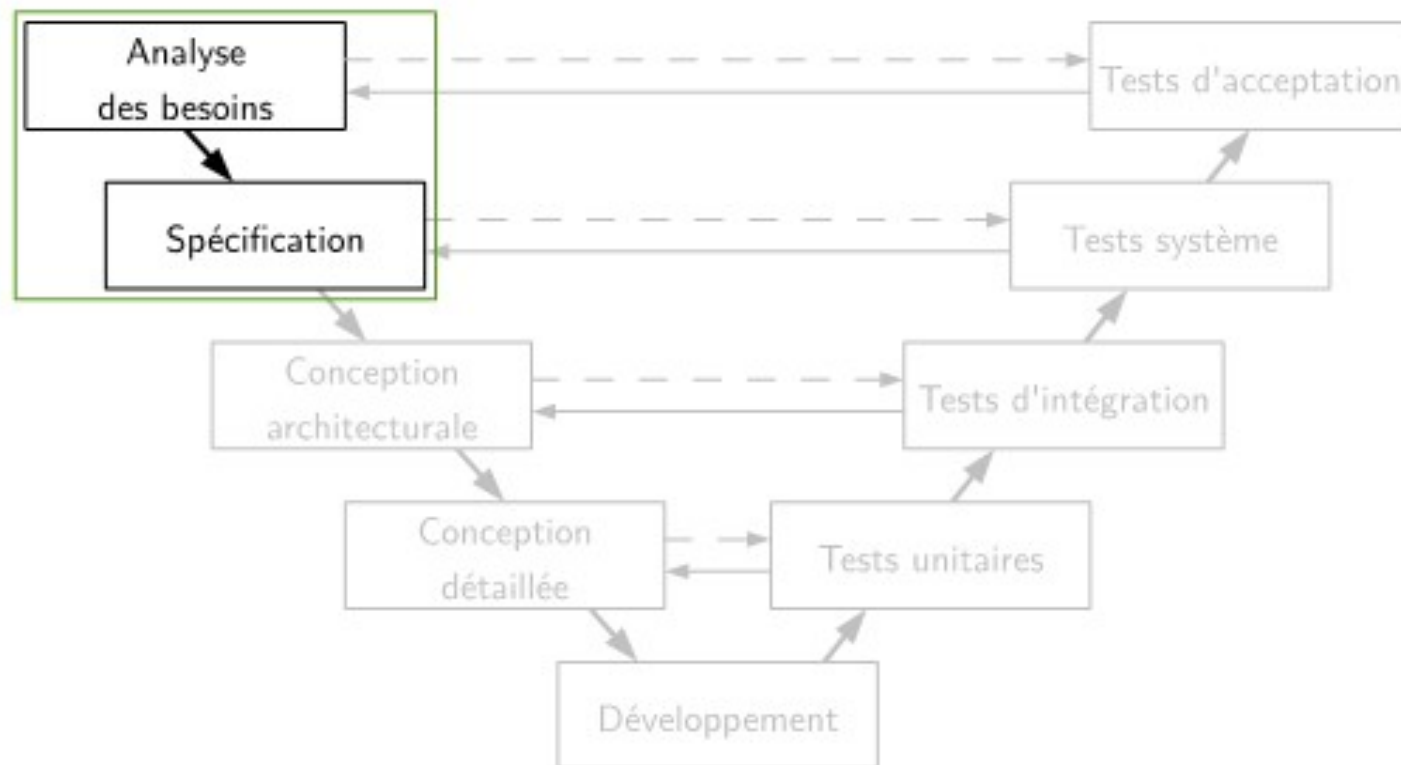 Analyse
des besoins
Tests d'acceptation
Spécification
Tests système
Conception
architecturale
Tests d'intégration
Conception
détaillée
Tests unitaires
Développement